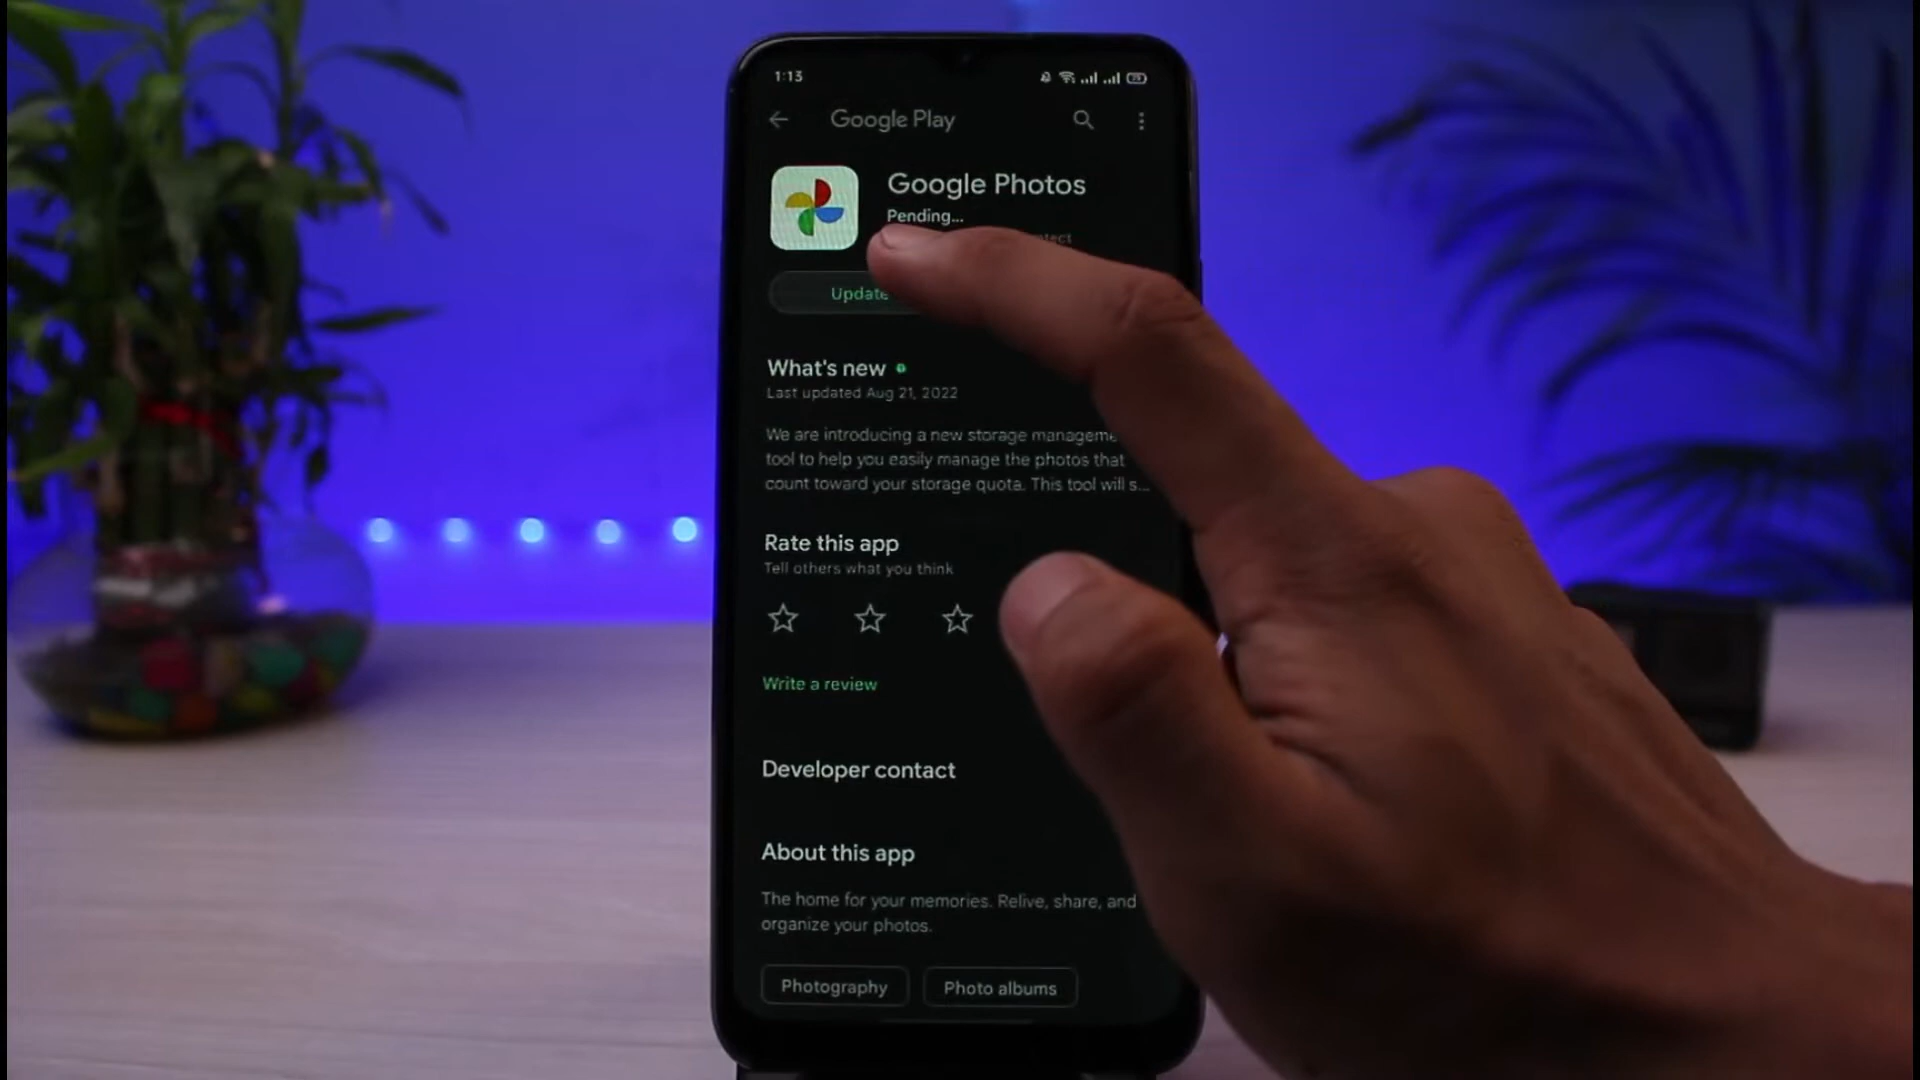 1:13
Google Play
Google Photos
Pending...
Update
What's new
Last updated Aug 21, 2022
We are introducing a new storage manageme
tool to help you easily manage the photos that
count toward your storage quota. This tool will s...
Rate this app
Tell others what you think
Write a review
Developer contact
About this app
The home for your memories. Relive, share, and
organize your photos.
Photography
Photo albums